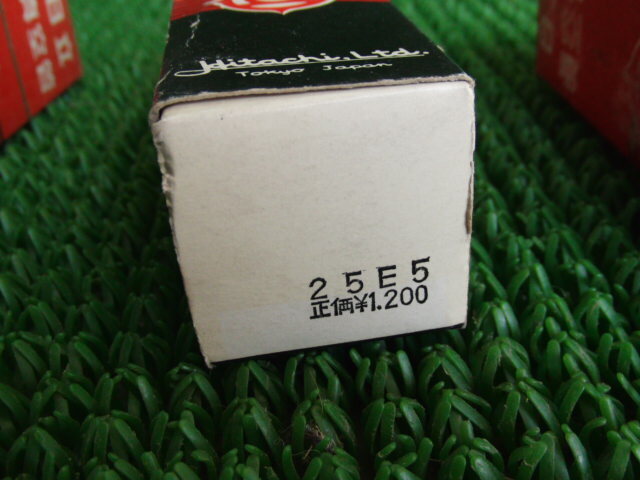 Hitachi, Ltd.
Tokyo Japan
25E5
正価¥1.200